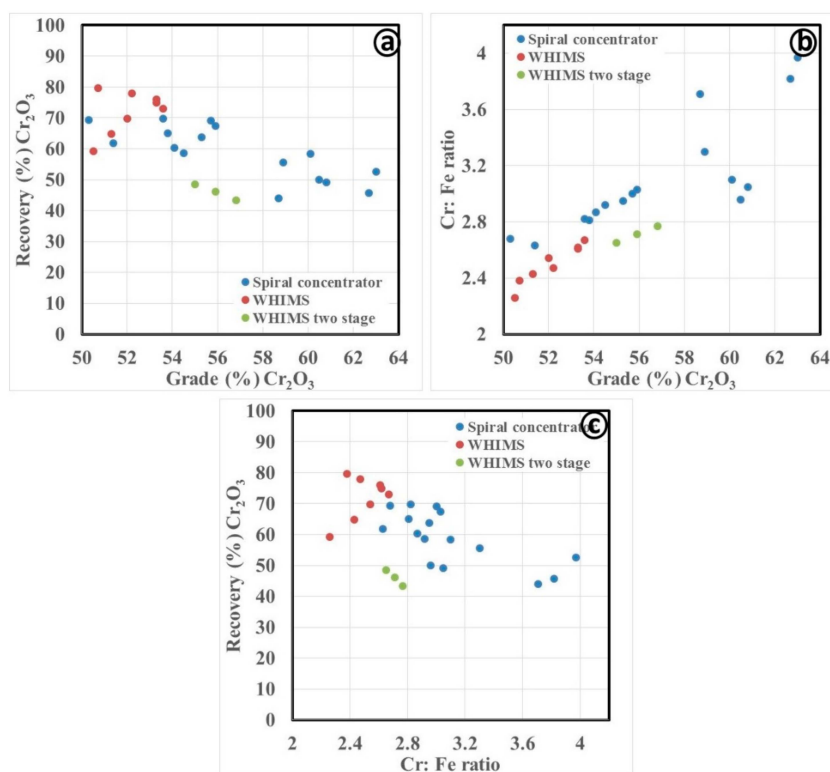 ⓐ
Recovery (%) Cr₂O₃
100
90
80
70
60
50
40
30
20
10
0
Spiral concentrator
WHIMS
WHIMS two stage
50 52 54 56 58 60 62 64
Grade (%) Cr₂O₃
ⓑ
Cr: Fe ratio
4
3.6
3.2
2.8
2.4
2
Spiral concentrator
WHIMS
WHIMS two stage
50 52 54 56 58 60 62 64
Grade (%) Cr₂O₃
ⓒ
Recovery (%) Cr₂O₃
100
90
80
70
60
50
40
30
20
10
0
Spiral concentrator
WHIMS
WHIMS two stage
2 2.4 2.8 3.2 3.6 4
Cr: Fe ratio